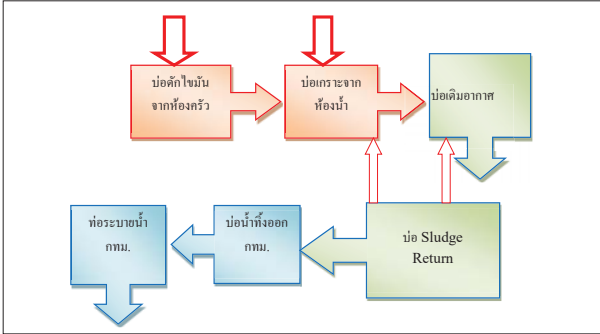 บ่อดักไขมัน
จากห้องครัว
บ่อเกราะจาก
ห้องน้ำ
บ่อเติมอากาศ
ท่อระบายน้ำ
กทม.
บ่อน้ำทิ้งออก
กทม.
บ่อ Sludge
Return